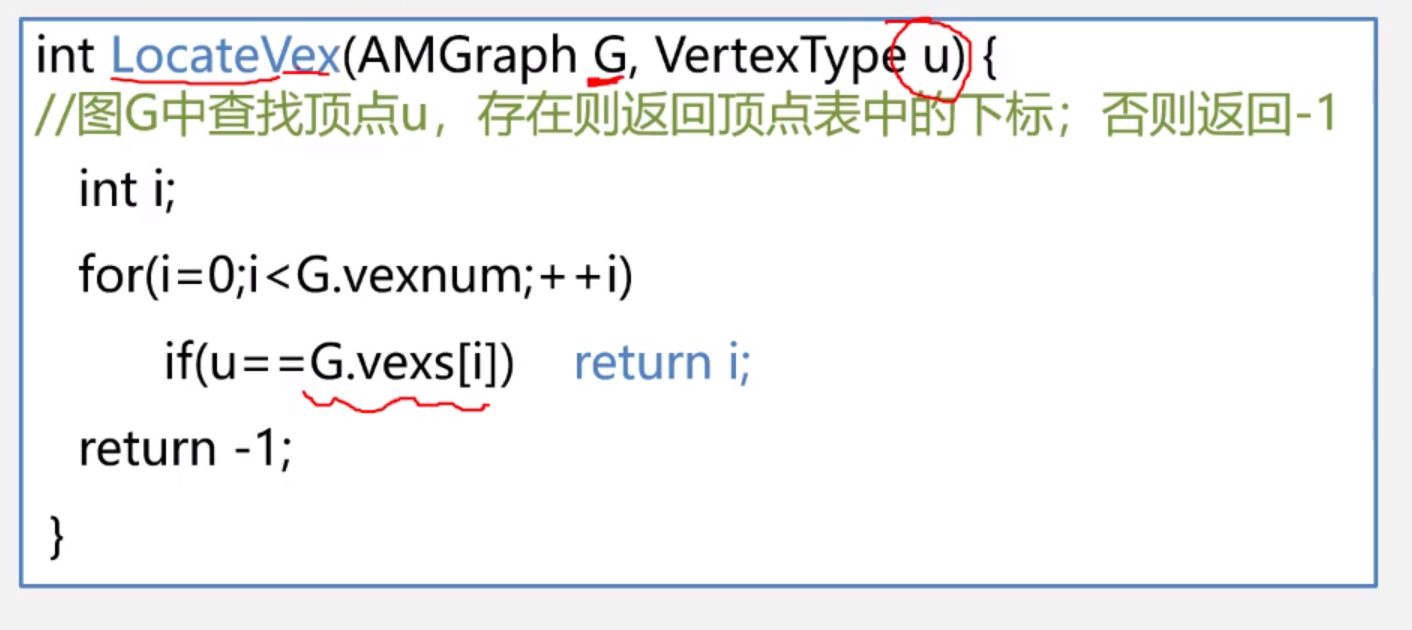 int LocateVex(AMGraph G, VertexType u) {
//图G中查找顶点u，存在则返回顶点表中的下标；否则返回-1
int i;
for(i=0;i<G.vexnum;++i)
if(u==G.vexs[i]) return i;
return -1;
}